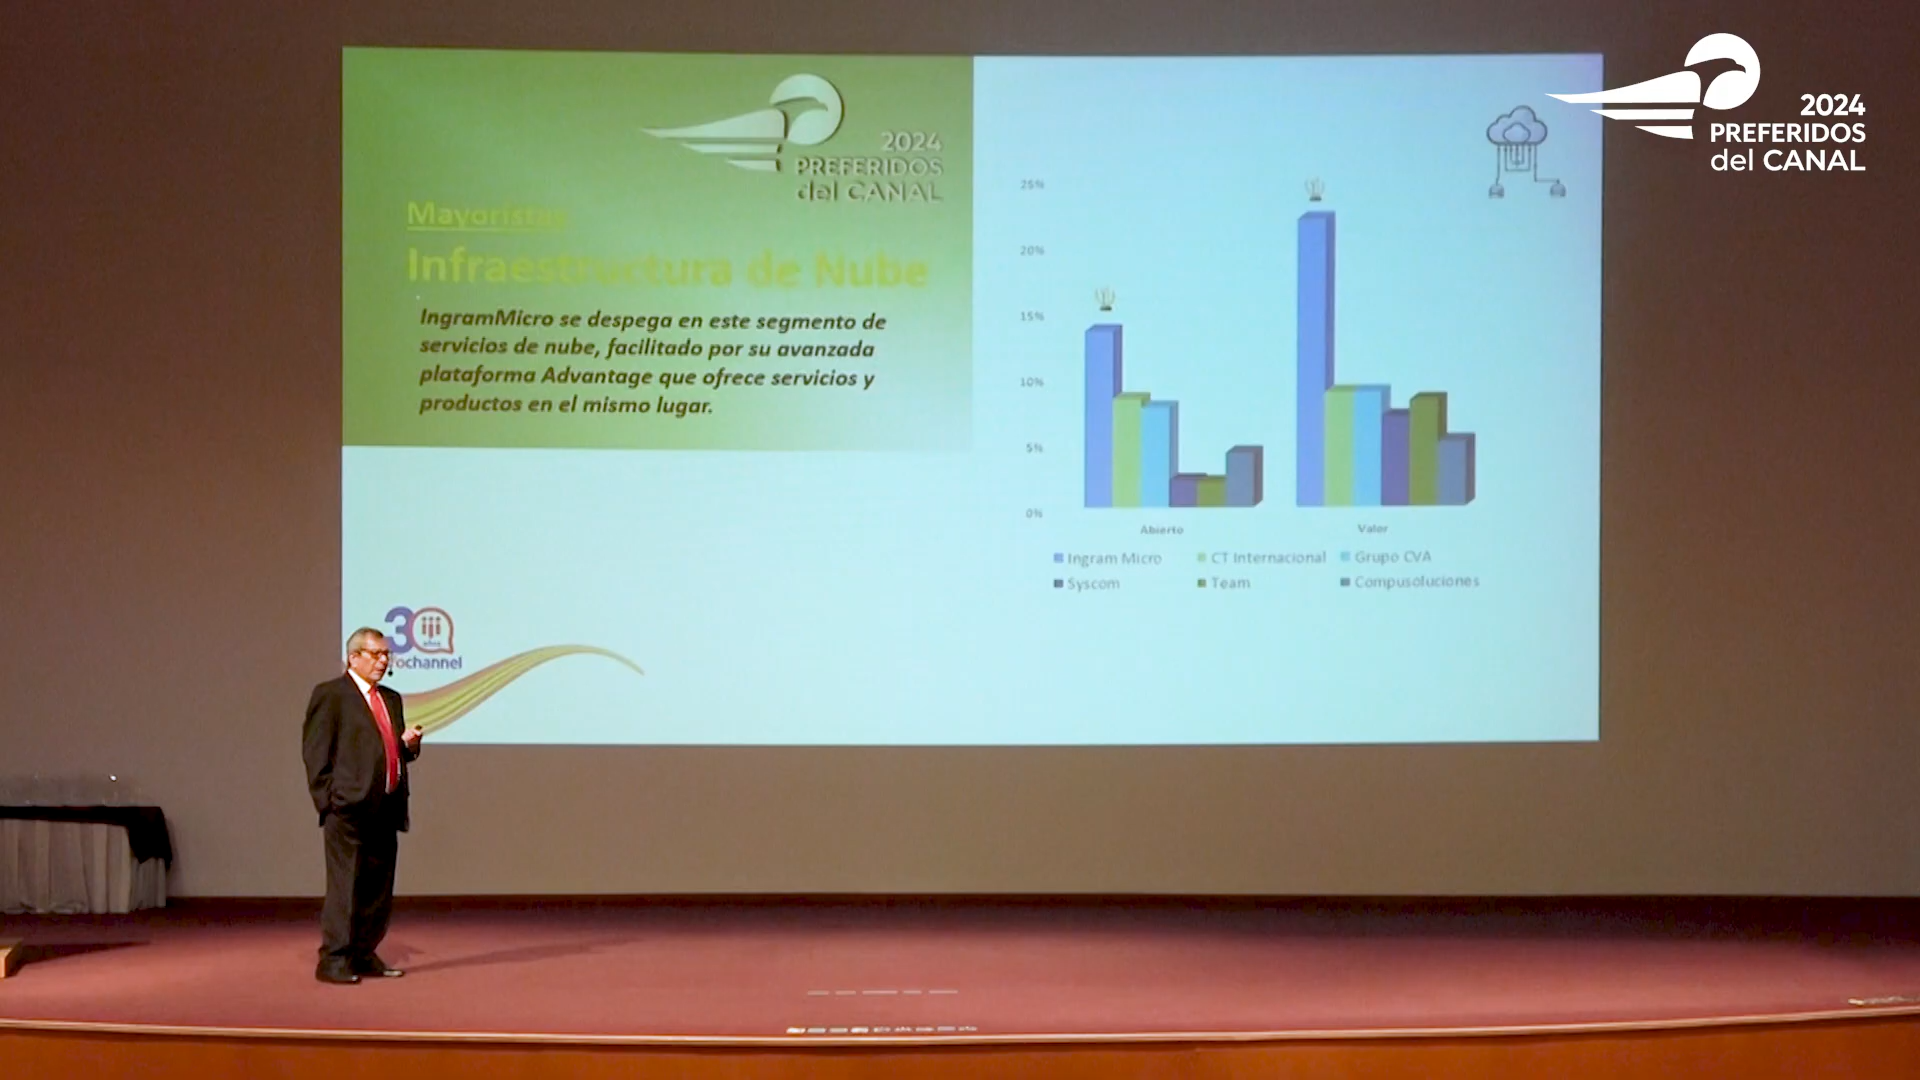 2024
PREFERIDOS
del CANAL
2024
PREFERIDOS
del CANAL
Mayoristas
Infraestructura de Nube
IngramMicro se despega en este segmento de
servicios de nube, facilitado por su avanzada
plataforma Advantage que ofrece servicios y
productos en el mismo lugar.
25%
20%
15%
10%
5%
0%
Abierto Valor
Ingram Micro CT Internacional Grupo CVA
Syscom Team Compusoluciones
30
años
ochannel